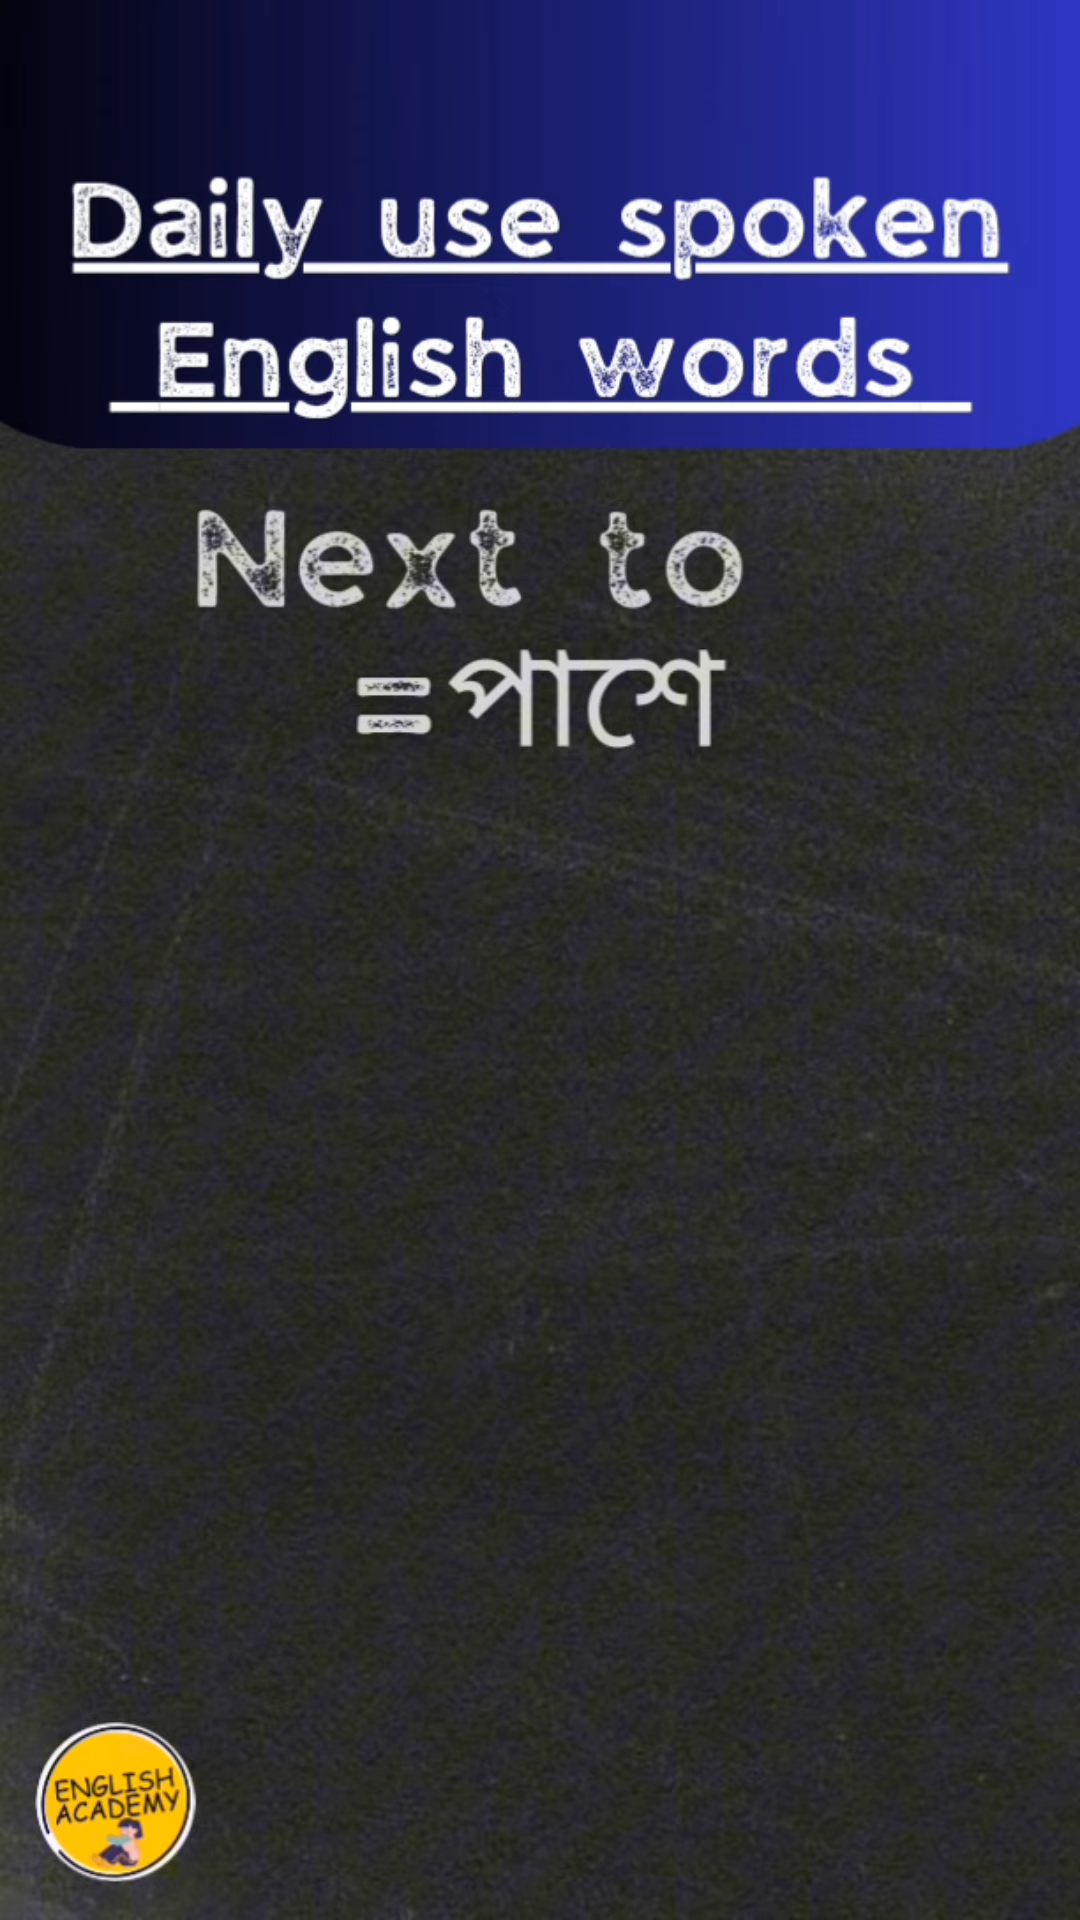 Daily use spoken
English words
Next to
=পাশে
ENGLISH
ACADEMY